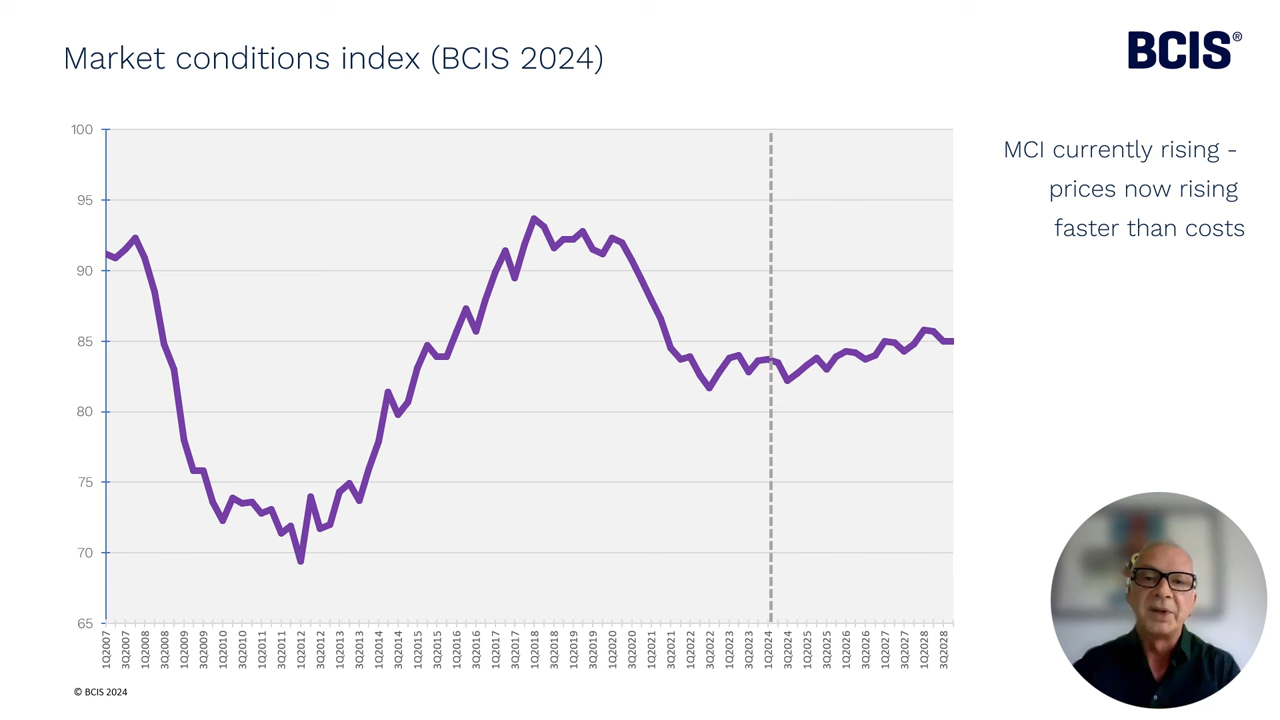 Market conditions index (BCIS 2024)
BCIS®
MCI currently rising -
prices now rising
faster than costs
100
95
90
85
80
75
70
65
1Q2007
3Q2007
1Q2008
3Q2008
1Q2009
3Q2009
1Q2010
3Q2010
1Q2011
3Q2011
1Q2012
3Q2012
1Q2013
3Q2013
1Q2014
3Q2014
1Q2015
3Q2015
1Q2016
3Q2016
1Q2017
3Q2017
1Q2018
3Q2018
1Q2019
3Q2019
1Q2020
3Q2020
1Q2021
3Q2021
1Q2022
3Q2022
1Q2023
3Q2023
1Q2024
3Q2024
1Q2025
3Q2025
1Q2026
3Q2026
1Q2027
3Q2027
1Q2028
3Q2028
© BCIS 2024